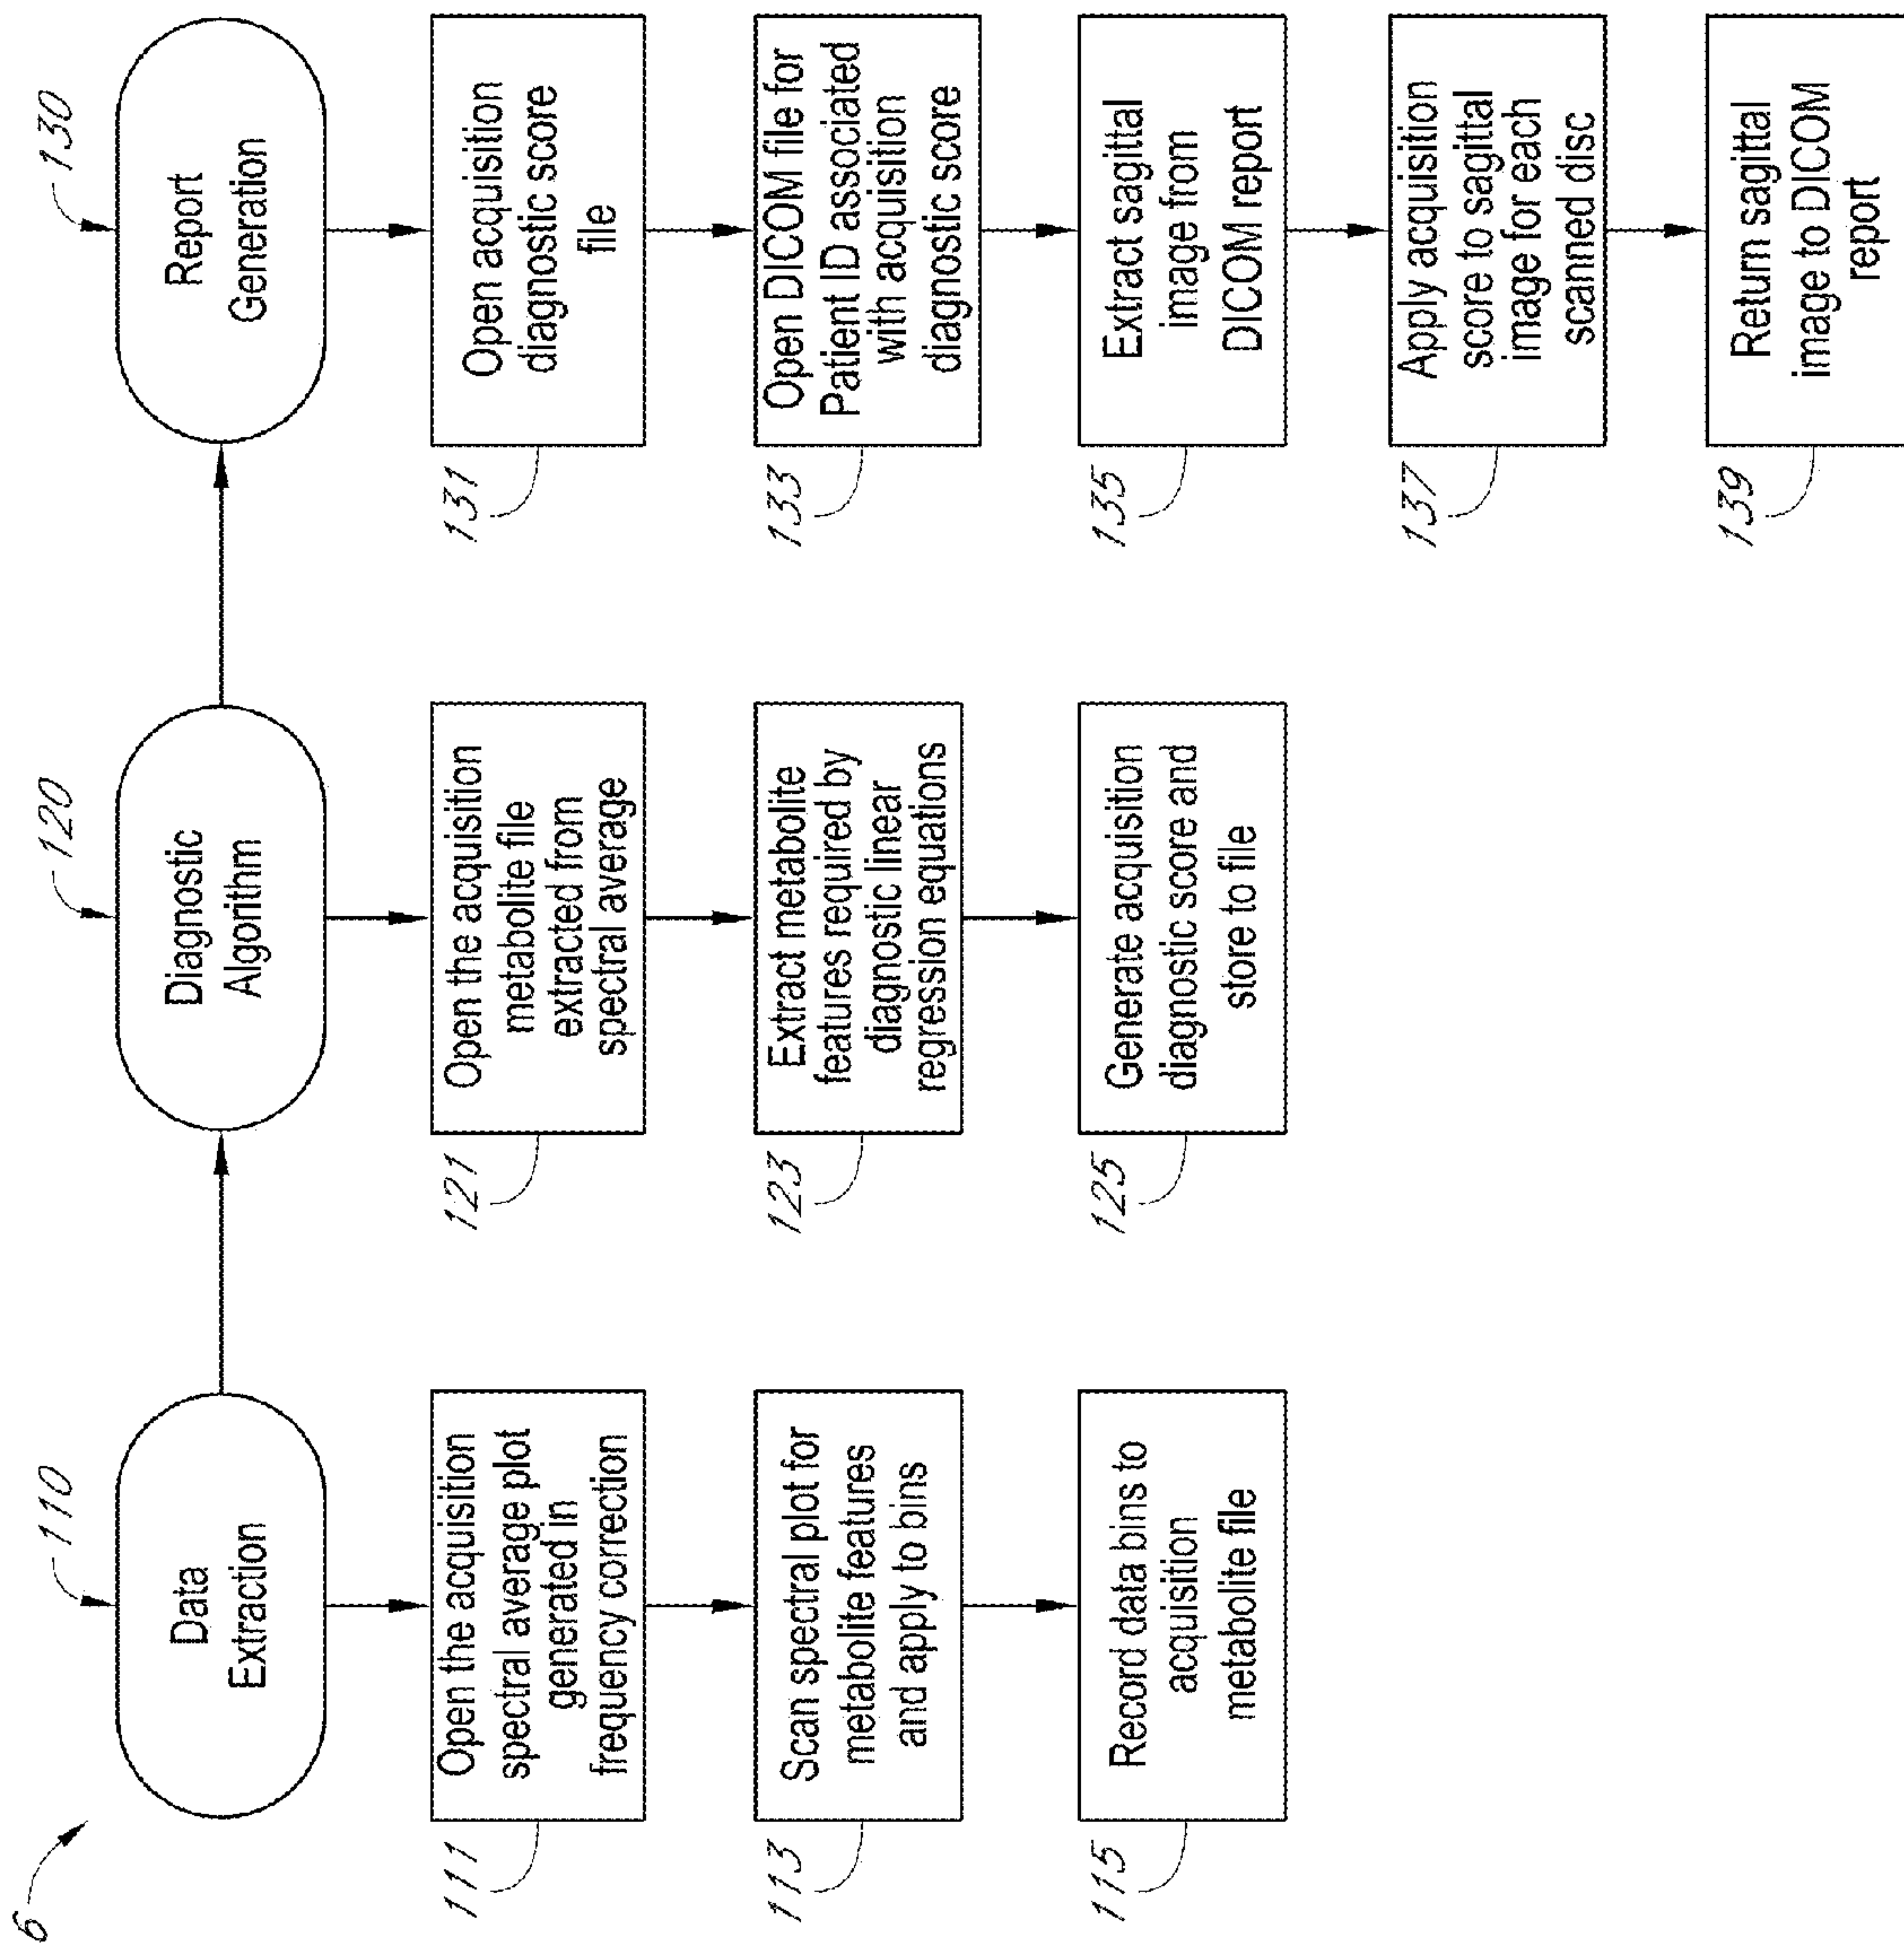 6
110
Data
Extraction
111
Open the acquisition
spectral average plot
generated in
frequency correction
113
Scan spectral plot for
metabolite features
and apply to bins
115
Record data bins to
acquisition
metabolite file
120
Diagnostic
Algorithm
121
Open the acquisition
metabolite file
extracted from
spectral average
123
Extract metabolite
features required by
diagnostic linear
regression equations
125
Generate acquisition
diagnostic score and
store to file
130
Report
Generation
131
Open acquisition
diagnostic score
file
133
Open DICOM file for
Patient ID associated
with acquisition
diagnostic score
135
Extract sagittal
image from
DICOM report
137
Apply acquisition
score to sagittal
image for each
scanned disc
139
Return sagittal
image to DICOM
report